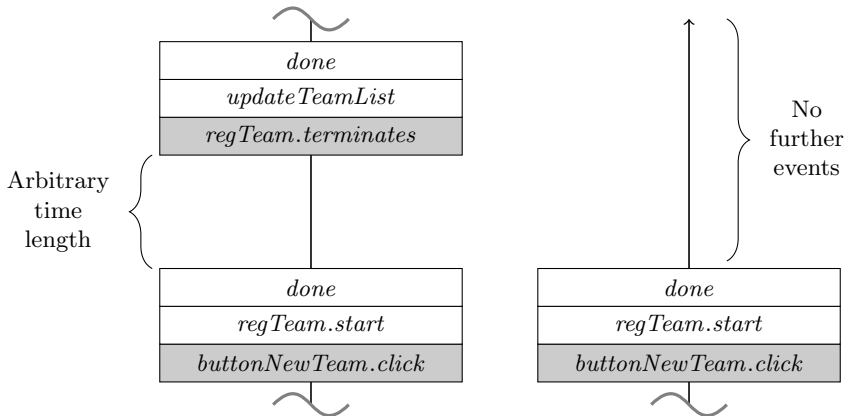 done
updateTeamList
regTeam.terminates
Arbitrary
time
length
done
regTeam.start
buttonNewTeam.click
No
further
events
done
regTeam.start
buttonNewTeam.click